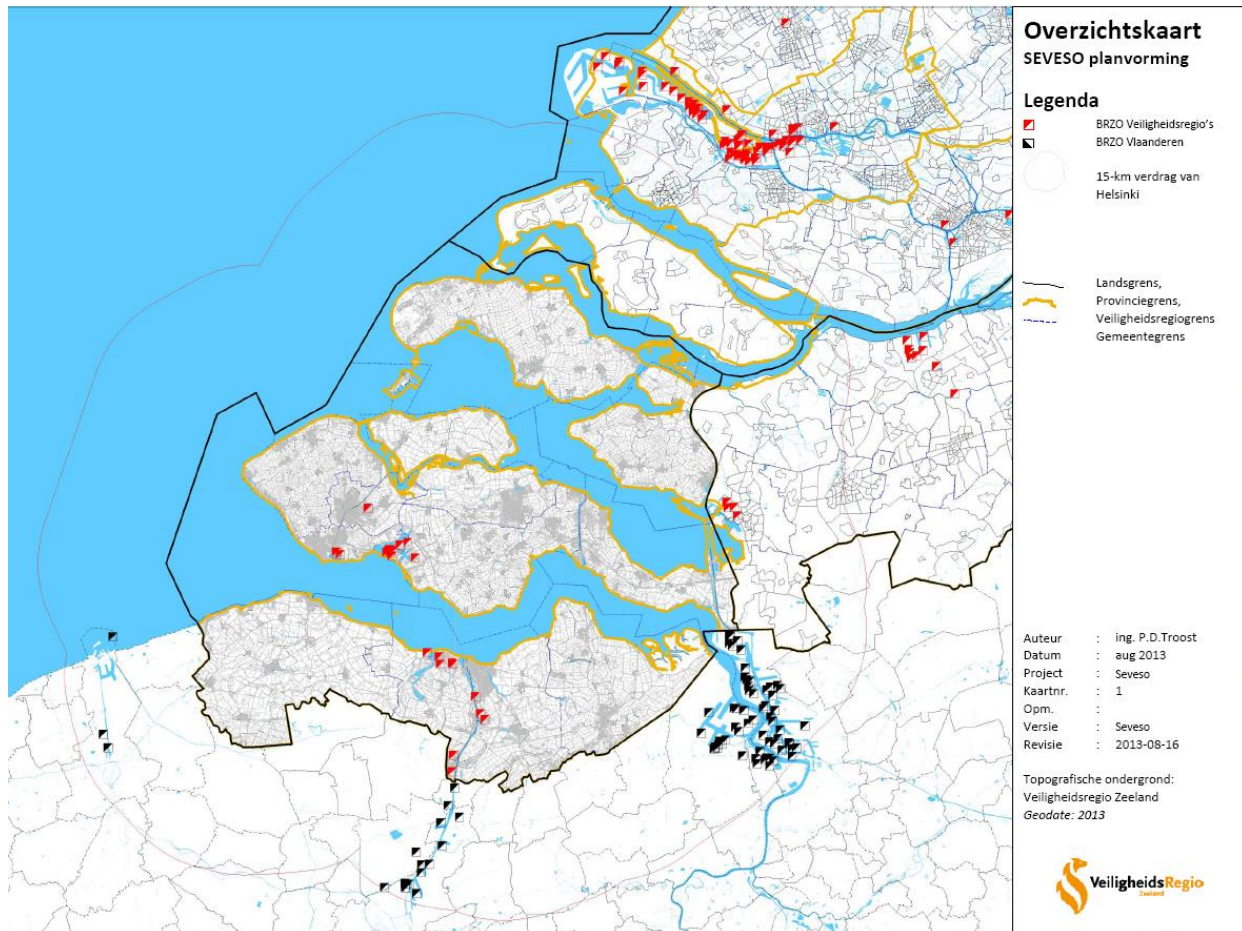 Overzichtskaart
SEVESO planvorming
Legenda
BRZO Veiligheidsregio's
BRZO Vlaanderen
15-km verdrag van
Helsinki
Landsgrens,
Provinciegrens,
Veiligheidsregiogrens
Gemeentegrens
Auteur : ing. P.D.Troost
Datum : aug 2013
Project : Seveso
Kaartnr. : 1
Opm. :
Versie : Seveso
Revisie : 2013-08-16
Topografische ondergrond:
Veiligheidsregio Zeeland
Geodate: 2013
VeiligheidsRegio
Zeeland